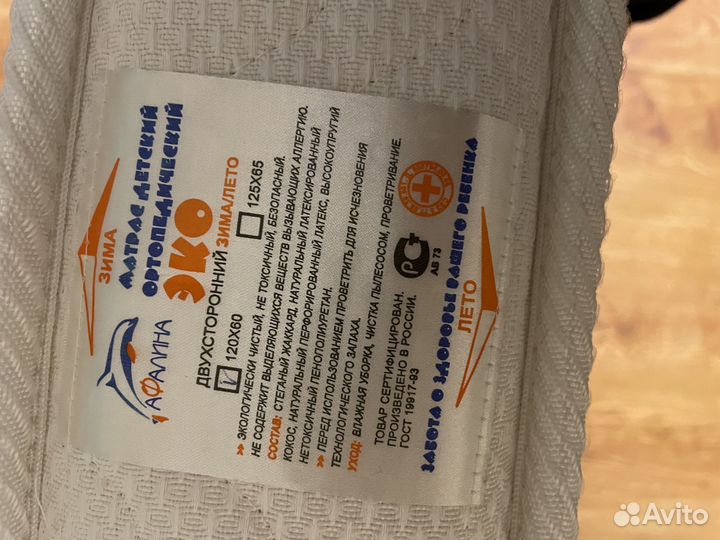 ЗИМА
АФАЛИНА
МАТРАС ДЕТСКИЙ
ОРТОПЕДИЧЕСКИЙ
ЭКО
ДВУХСТОРОННИЙ ЗИМА/ЛЕТО
120Х60 125Х65
>> ЭКОЛОГИЧЕСКИ ЧИСТЫЙ, НЕ ТОКСИЧНЫЙ, БЕЗОПАСНЫЙ.
НЕ СОДЕРЖИТ ВЫДЕЛЯЮЩИХСЯ ВЕЩЕСТВ ВЫЗЫВАЮЩИХ АЛЛЕРГИЮ.
СОСТАВ: СТЕГАНЫЙ ЖАККАРД, НАТУРАЛЬНЫЙ ЛАТЕКСИРОВАННЫЙ
КОКОС, НАТУРАЛЬНЫЙ ПЕРФОРИРОВАННЫЙ ЛАТЕКС, ВЫСОКОУПРУГИЙ
НЕТОКСИЧНЫЙ ПЕНОПОЛИУРЕТАН.
>> ПЕРЕД ИСПОЛЬЗОВАНИЕМ ПРОВЕТРИТЬ ДЛЯ ИСЧЕЗНОВЕНИЯ
ТЕХНОЛОГИЧЕСКОГО ЗАПАХА.
УХОД: ВЛАЖНАЯ УБОРКА, ЧИСТКА ПЫЛЕСОСОМ, ПРОВЕТРИВАНИЕ.
ТОВАР СЕРТИФИЦИРОВАН.
ПРОИЗВЕДЕНО В РОССИИ.
ГОСТ 19917-93
АВ 73
ЗАБОТА О ЗДОРОВЬЕ ВАШЕГО РЕБЕНКА
ЛЕТО
Avito